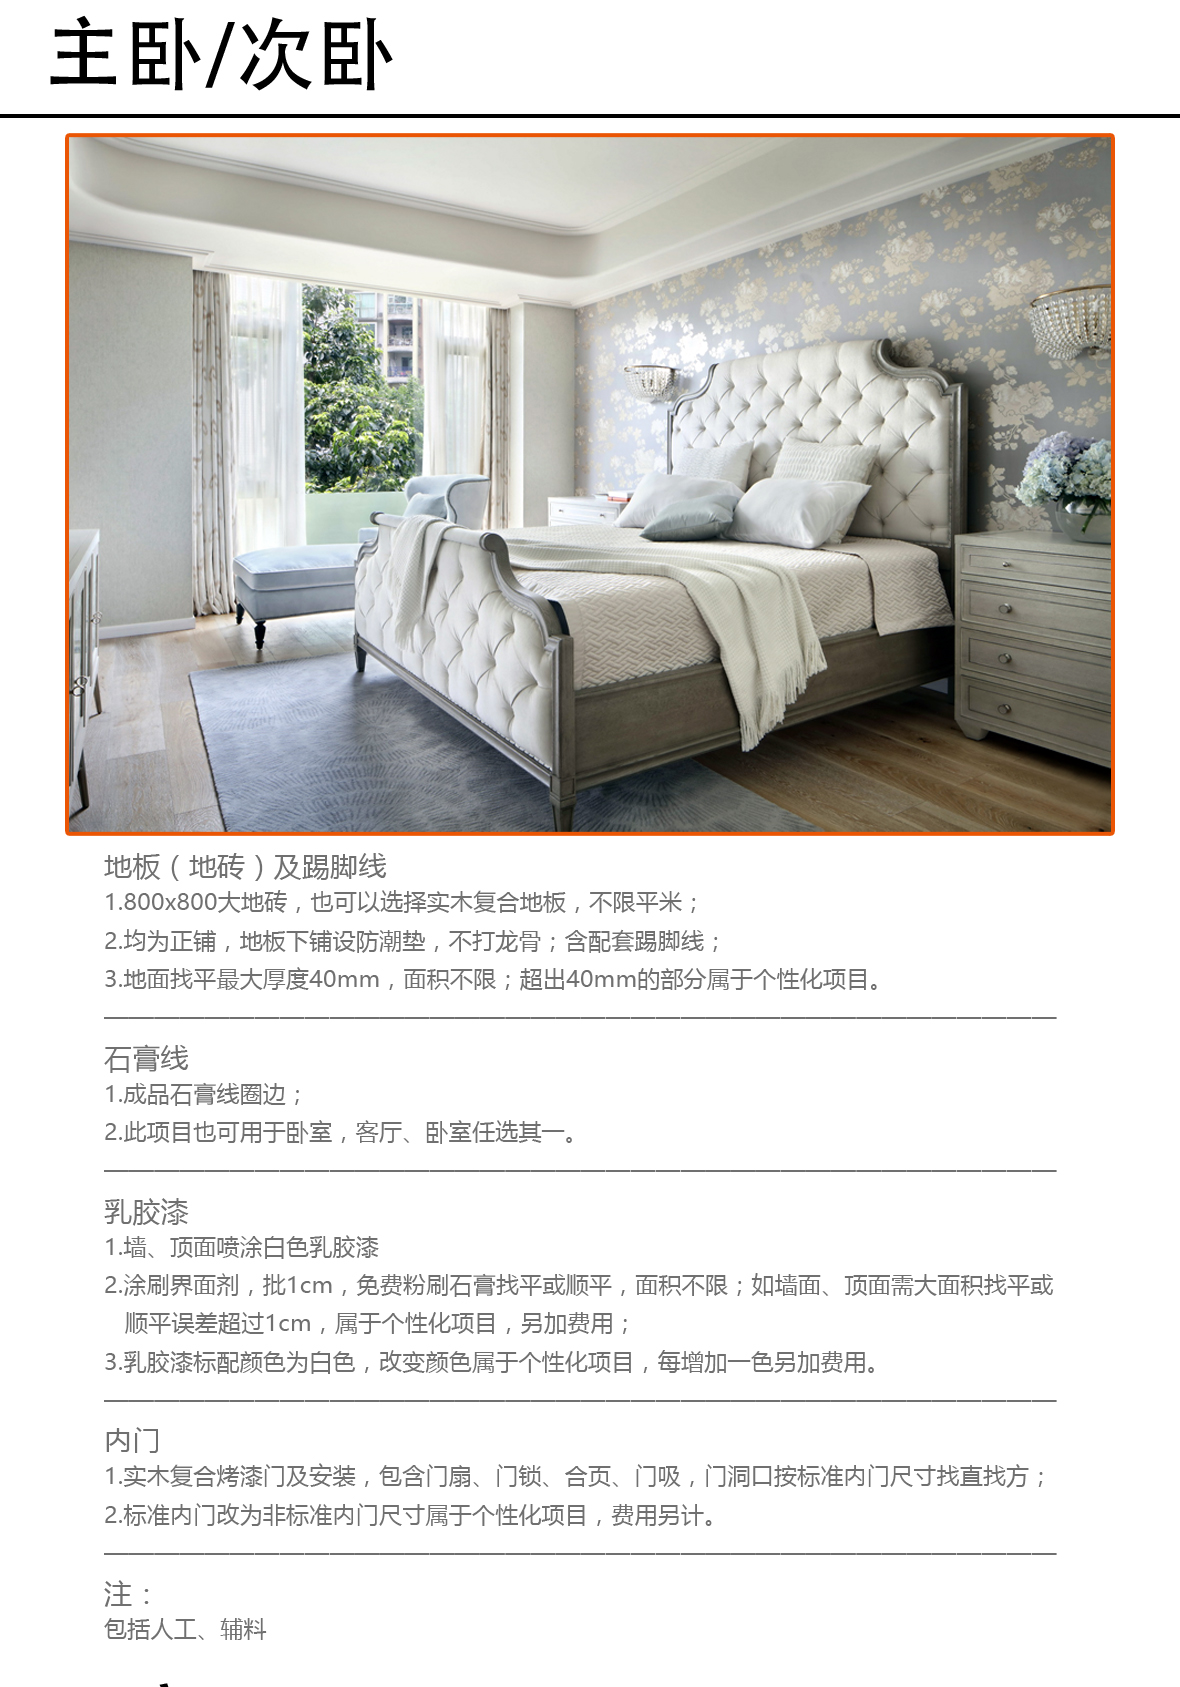 主卧/次卧
地板（地砖）及踢脚线
1.800x800大地砖，也可以选择实木复合地板，不限平米；
2.均为正铺，地板下铺设防潮垫，不打龙骨；含配套踢脚线；
3.地面找平最大厚度40mm，面积不限；超出40mm的部分属于个性化项目。
石膏线
1.成品石膏线圈边；
2.此项目也可用于卧室，客厅、卧室任选其一。
乳胶漆
1.墙、顶面喷涂白色乳胶漆
2.涂刷界面剂，批1cm，免费粉刷石膏找平或顺平，面积不限；如墙面、顶面需大面积找平或
顺平误差超过1cm，属于个性化项目，另加费用；
3.乳胶漆标配颜色为白色，改变颜色属于个性化项目，每增加一色另加费用。
内门
1.实木复合烤漆门及安装，包含门扇、门锁、合页、门吸，门洞口按标准内门尺寸找直找方；
2.标准内门改为非标准内门尺寸属于个性化项目，费用另计。
注：
包括人工、辅料